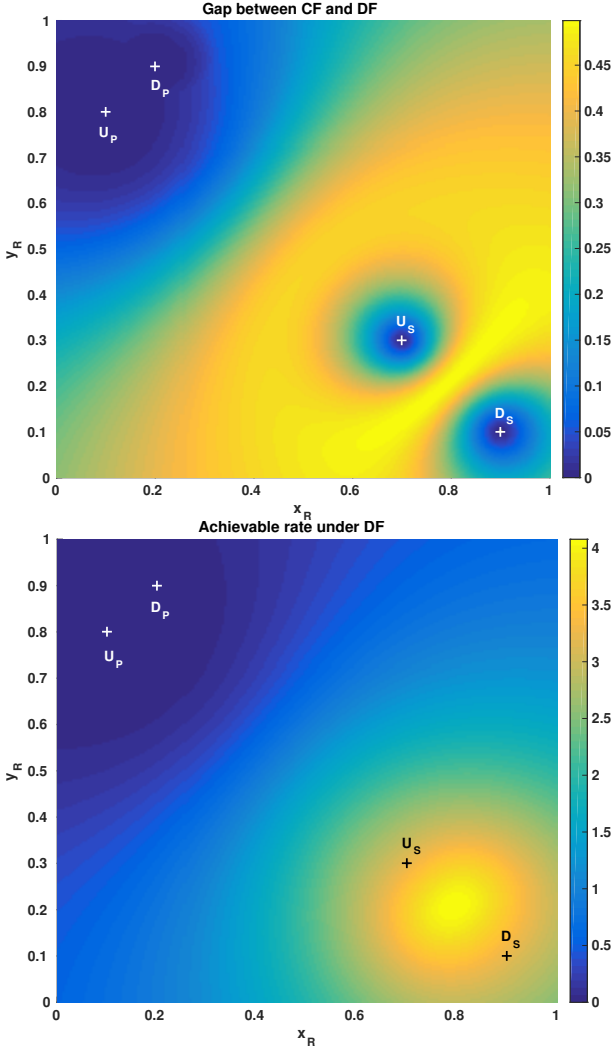 Gap between CF and DF
1
0.9
0.8
0.7
0.6
0.5
0.4
0.3
0.2
0.1
0
y_R
D_P
U_P
U_S
D_S
0 0.2 0.4 0.6 0.8 1
x_R
0.45
0.4
0.35
0.3
0.25
0.2
0.15
0.1
0.05
0
Achievable rate under DF
1
0.9
0.8
0.7
0.6
0.5
0.4
0.3
0.2
0.1
0
y_R
D_P
U_P
U_S
D_S
0 0.2 0.4 0.6 0.8 1
x_R
4
3.5
3
2.5
2
1.5
1
0.5
0